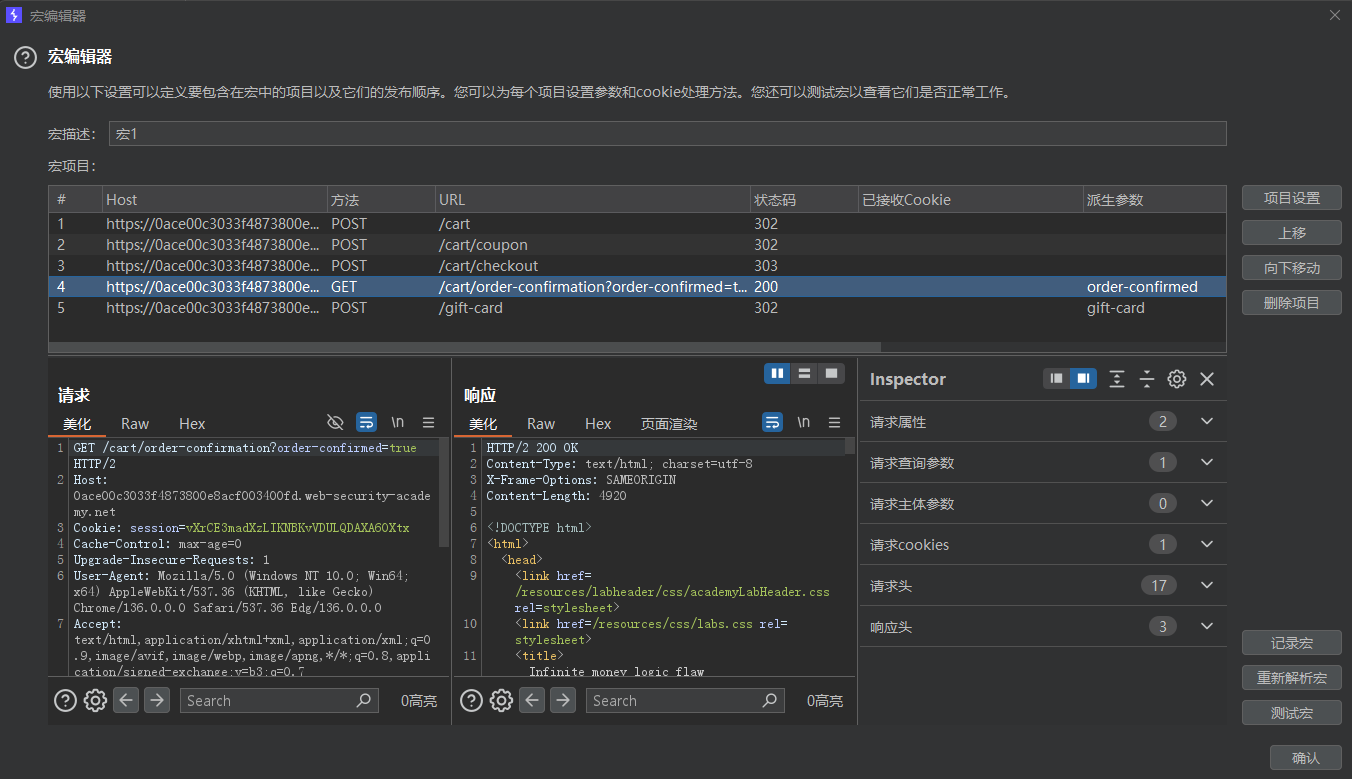 宏编辑器
宏编辑器
使用以下设置可以定义要包含在宏中的项目以及它们的发布顺序。您可以为每个项目设置参数和cookie处理方法。您还可以测试宏以查看它们是否正常工作。
宏描述： 宏1
宏项目：
# Host 方法 URL 状态码 已接收Cookie 派生参数
1 https://0ace00c3033f4873800e... POST /cart 302
2 https://0ace00c3033f4873800e... POST /cart/coupon 302
3 https://0ace00c3033f4873800e... POST /cart/checkout 303
4 https://0ace00c3033f4873800e... GET /cart/order-confirmation?order-confirmed=t... 200 order-confirmed
5 https://0ace00c3033f4873800e... POST /gift-card 302 gift-card
项目设置
上移
向下移动
删除项目
请求
美化 Raw Hex \n
1 GET /cart/order-confirmation?order-confirmed=true
HTTP/2
2 Host:
0ace00c3033f4873800e8acf003400fd.web-security-acade
my.net
3 Cookie: session=vXrCE3madXzLIKNBKvVDULQDAXA6OXtx
4 Cache-Control: max-age=0
5 Upgrade-Insecure-Requests: 1
6 User-Agent: Mozilla/5.0 (Windows NT 10.0; Win64;
x64) AppleWebKit/537.36 (KHTML, like Gecko)
Chrome/136.0.0.0 Safari/537.36 Edg/136.0.0.0
7 Accept:
text/html,application/xhtml+xml,application/xml;q=0
.9,image/avif,image/webp,image/apng,*/*;q=0.8,appli
cation/signed-exchange;v=b3;q=0.7
Search 0高亮
响应
美化 Raw Hex 页面渲染 \n
1 HTTP/2 200 OK
2 Content-Type: text/html; charset=utf-8
3 X-Frame-Options: SAMEORIGIN
4 Content-Length: 4920
5
6 <!DOCTYPE html>
7 <html>
8 <head>
9 <link href=
/resources/labheader/css/academyLabHeader.css
rel=stylesheet>
10 <link href=/resources/css/labs.css rel=
stylesheet>
11 <title>
Infinite money logic flaw
Search 0高亮
Inspector
请求属性 2
请求查询参数 1
请求主体参数 0
请求cookies 1
请求头 17
响应头 3
记录宏
重新解析宏
测试宏
确认